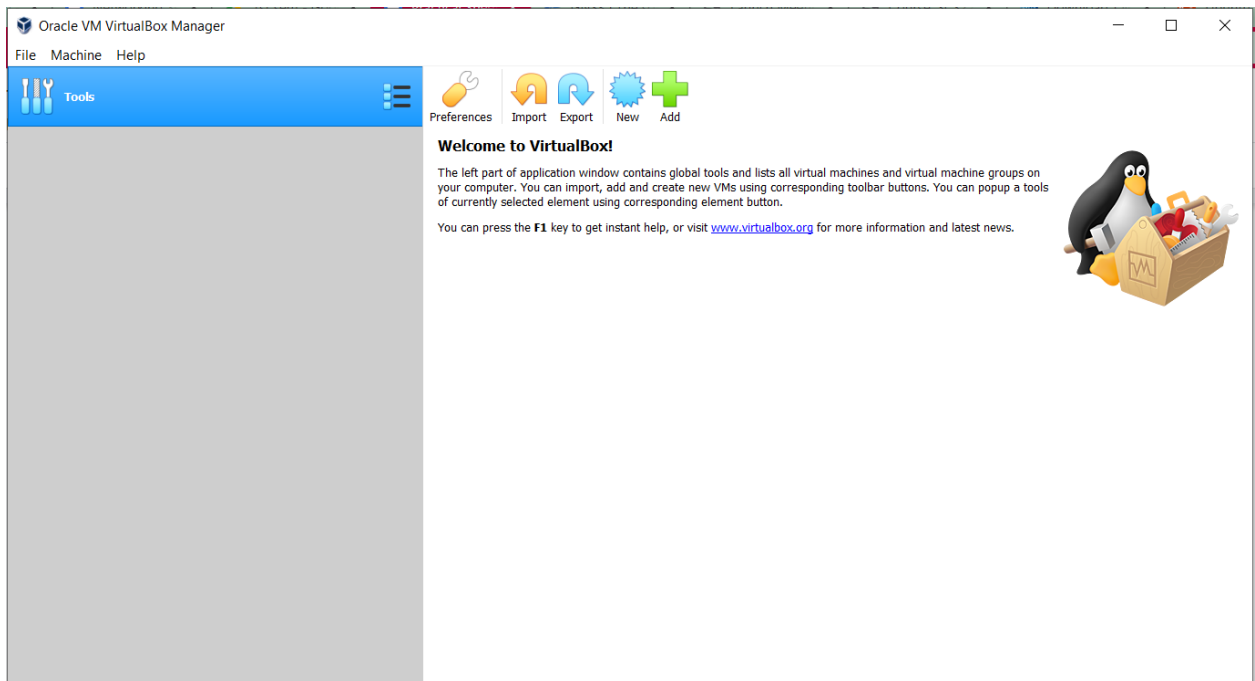 Oracle VM VirtualBox Manager
File Machine Help
Tools
Preferences Import Export New Add
Welcome to VirtualBox!
The left part of application window contains global tools and lists all virtual machines and virtual machine groups on
your computer. You can import, add and create new VMs using corresponding toolbar buttons. You can popup a tools
of currently selected element using corresponding element button.
You can press the F1 key to get instant help, or visit www.virtualbox.org for more information and latest news.